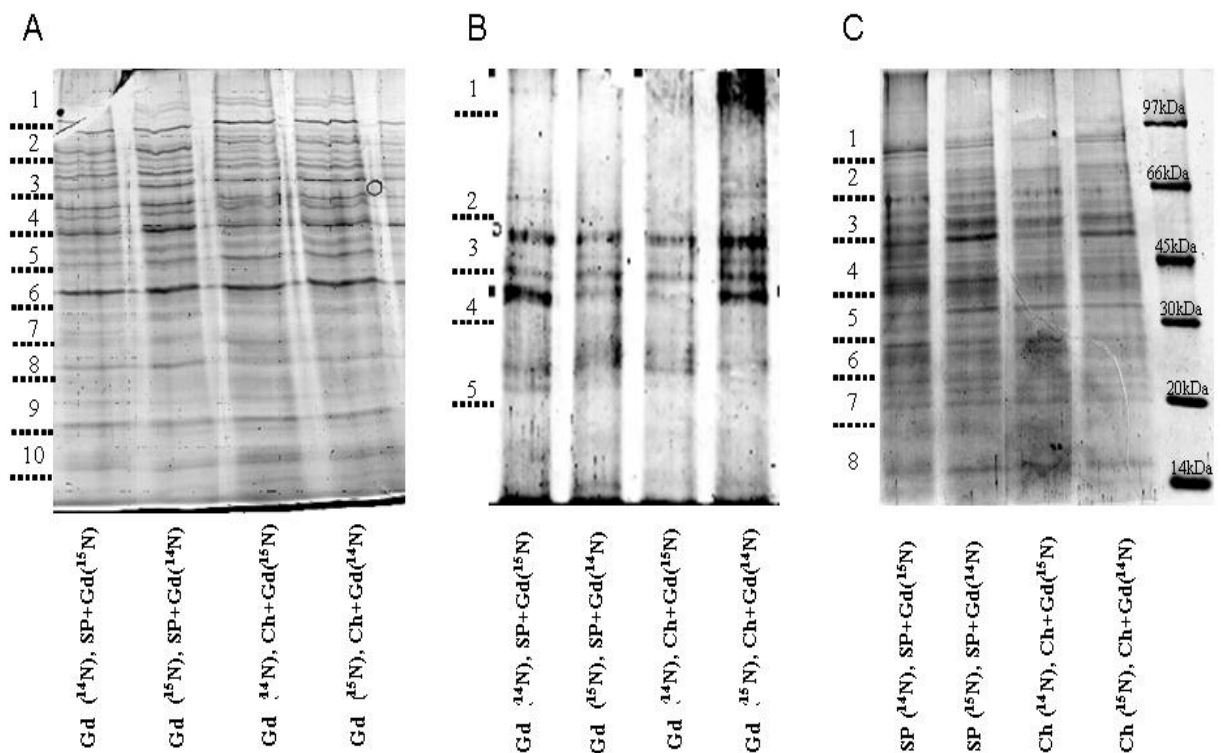 A
1
2
3
4
5
6
7
8
9
10
Gd (¹⁴N), SP+Gd(¹⁵N)
Gd (¹⁵N), SP+Gd(¹⁴N)
Gd (¹⁴N), Ch+Gd(¹⁵N)
Gd (¹⁵N), Ch+Gd(¹⁴N)
B
1
2
3
4
5
Gd (¹⁴N), SP+Gd(¹⁵N)
Gd (¹⁵N), SP+Gd(¹⁴N)
Gd (¹⁴N), Ch+Gd(¹⁵N)
Gd (¹⁵N), Ch+Gd(¹⁴N)
C
1
2
3
4
5
6
7
8
97kDa
66kDa
45kDa
30kDa
20kDa
14kDa
SP (¹⁴N), SP+Gd(¹⁵N)
SP (¹⁵N), SP+Gd(¹⁴N)
Ch (¹⁴N), Ch+Gd(¹⁵N)
Ch (¹⁵N), Ch+Gd(¹⁴N)